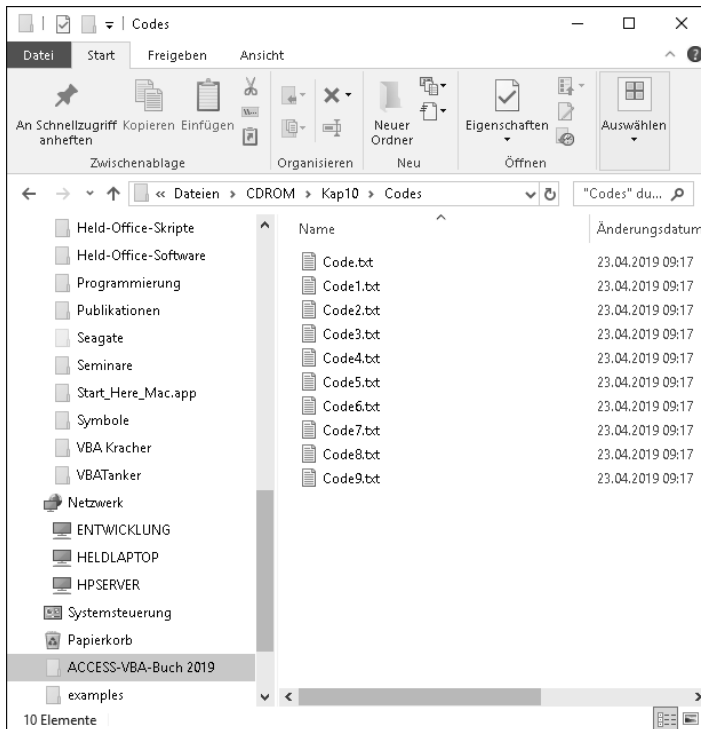 Codes
Datei Start Freigeben Ansicht
An Schnellzugriff anheften Kopieren Einfügen
Neuer Ordner
Eigenschaften
Auswählen
Zwischenablage Organisieren Neu Öffnen
« Dateien > CDROM > Kap10 > Codes "Codes" du...
Held-Office-Skripte
Held-Office-Software
Programmierung
Publikationen
Seagate
Seminare
Start_Here_Mac.app
Symbole
VBA Kracher
VBATanker
Netzwerk
ENTWICKLUNG
HELDLAPTOP
HPSERVER
Systemsteuerung
Papierkorb
ACCESS-VBA-Buch 2019
examples
Name Änderungsdatum
Code.txt 23.04.2019 09:17
Code1.txt 23.04.2019 09:17
Code2.txt 23.04.2019 09:17
Code3.txt 23.04.2019 09:17
Code4.txt 23.04.2019 09:17
Code5.txt 23.04.2019 09:17
Code6.txt 23.04.2019 09:17
Code7.txt 23.04.2019 09:17
Code8.txt 23.04.2019 09:17
Code9.txt 23.04.2019 09:17
10 Elemente